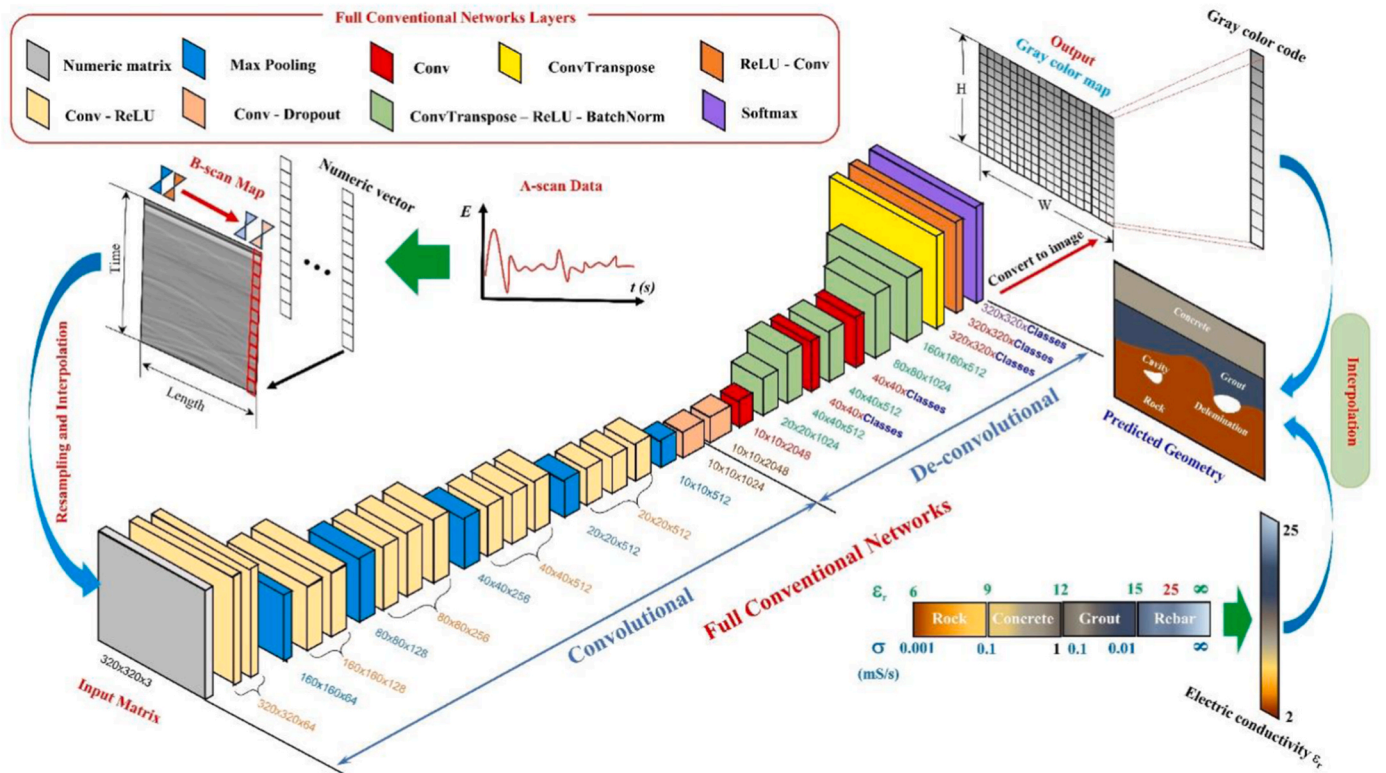 Full Conventional Networks Layers
Numeric matrix
Max Pooling
Conv
ConvTranspose
ReLU - Conv
Conv - ReLU
Conv - Dropout
ConvTranspose – ReLU - BatchNorm
Softmax
Output
Gray color map
Gray color code
H
W
B-scan Map
Numeric
vector
A-scan Data
E
t (s)
Time
Length
Resampling and Interpolation
Convert to image
Concrete
Cavity
Grout
Rock
Delemination
Predicted Geometry
Interpolation
320x320x3
Input Matrix
320x320x64
160x160x64
160x160x128
80x80x128
80x80x256
40x40x256
40x40x512
20x20x512
20x20x512
10x10x512
10x10x1024
10x10x2048
10x10x2048
20x20x1024
40x40x512
40x40xClasses
40x40x512
40x40xClasses
80x80x1024
160x160x512
320x320xClasses
320x320xClasses
320x320xClasses
Convolutional
De-convolutional
Full Conventional Networks
εr 6 9 12 15 25 ∞
Rock Concrete Grout Rebar
σ 0.001 0.1 1 0.1 0.01 ∞
(mS/s)
25
2
Electric conductivity εr